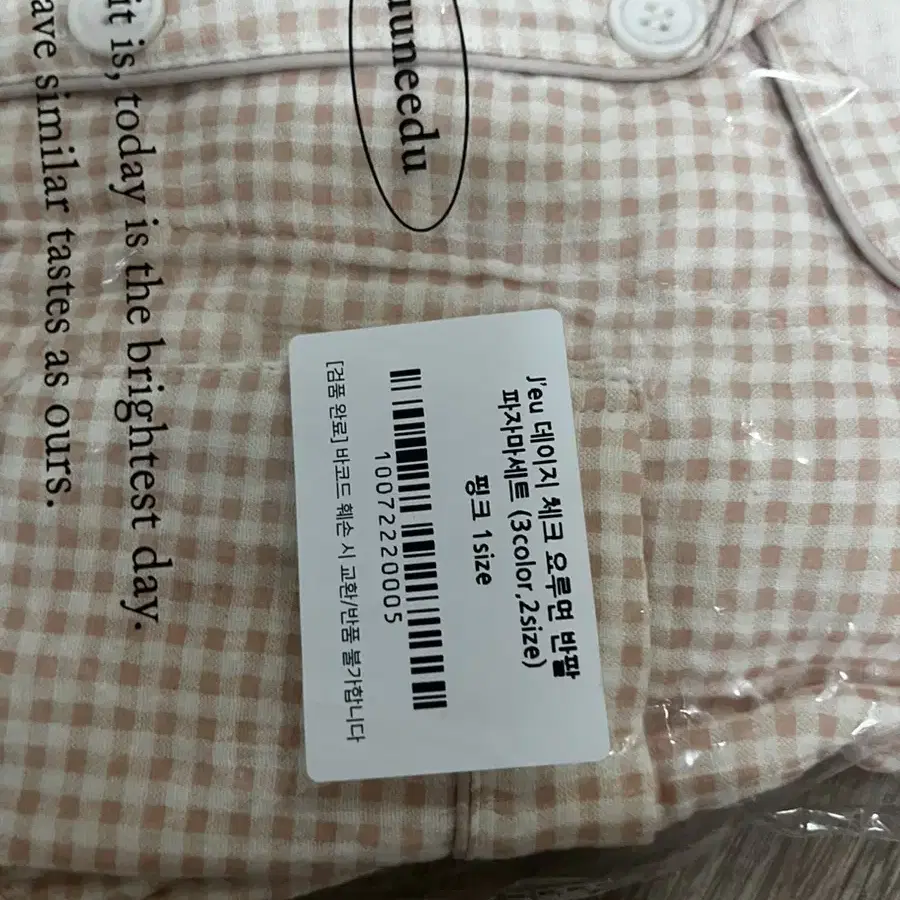 it is, today is the brightest day.
ave similar tastes as ours.
uuneedu
J'eu 데이지 체크 요루면 반팔
파자마세트 (3color,2size)
핑크 1size
10072220005
[검품 완료] 바코드 훼손 시 교환/반품 불가합니다